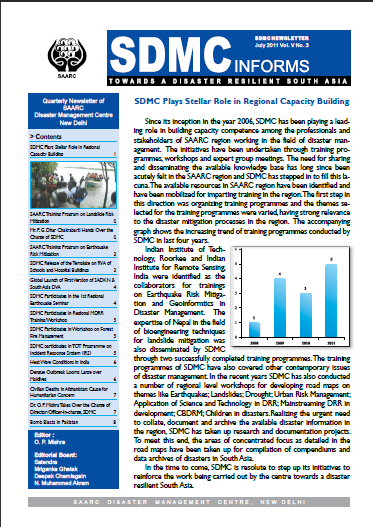 SAARC
SDMC INFORMS
SDMC NEWSLETTER
July 2011 Vol. V No. 3
TOWARDS A DISASTER RESILIENT SOUTH ASIA
Quarterly Newsletter of
SAARC
Disaster Management Centre
New Delhi
> Contents
SDMC Plays Stellar Role in Regional
Capacity Building 1
SAARC Training Program on Landslide Risk
Mitigation 2
Mr. P. G. Dhar Chakrabarti Hands Over the
Charge of SDMC 2
SAARC Training Program on Earthquake
Risk Mitigation 3
SDMC Release of the Template on RVA of
Schools and Hospital Buildings 3
Global Launch of First Version of SADKN &
South Asia DNA 4
SDMC Participates in the 1st Regional
Earthquake Seminar 4
SDMC Participates in Regional MDRR
Training Workshop 5
SDMC Participates in Workshop on Forest
Fire Management 5
SDMC participates in TOT Programme on
Incident Response System (IRS) 5
Heat Wave Conditions in India 6
Dengue Outbreak Looms Large over
Maldives 6
Civilian Deaths in Afghanistan: Cause for
Humanitarian Concern 7
Dr. O. P. Mishra Takes Over the Charge of
Director/Officer-in-charge, SDMC 7
Bomb Blasts in Pakistan 8
Editor :
O. P. Mishra
Editorial Board:
Satendra
Mriganka Ghatak
Deepak Chamlagain
N. Muhammed Akram
SDMC Plays Stellar Role in Regional Capacity Building
Since its inception in the year 2006, SDMC has been playing a lead-
ing role in building capacity competence among the professionals and
stakeholders of SAARC region working in the field of disaster man-
agement. The initiatives have been undertaken through training pro-
grammes, workshops and expert group meetings. The need for sharing
and disseminating the available knowledge base has long since been
acutely felt in the SAARC region and SDMC has stepped in to fill this la-
cuna. The available resources in SAARC region have been identified and
have been mobilized for imparting training in the region. The first step in
this direction was organizing training programmes and the themes se-
lected for the training programmes were varied, having strong relevance
to the disaster mitigation processes in the region. The accompanying
graph shows the increasing trend of training programmes conducted by
SDMC in last four years.
Indian Institute of Tech-
nology, Roorkee and Indian
Institute for Remote Sensing,
India were identified as the
collaborators for trainings
on Earthquake Risk Mitiga-
tion and Geoinformatics in
Disaster Management. The
expertise of Nepal in the field
of bioengineering techniques
for landslide mitigation was
also disseminated by SDMC
through two successfully completed training programmes. The training
programmes of SDMC have also covered other contemporary issues
of disaster management. In the recent years SDMC has also conducted
a number of regional level workshops for developing road maps on
themes like Earthquakes; Landslides; Drought; Urban Risk Management;
Application of Science and Technology in DRR; Mainstreaming DRR in
development; CBDRM; Children in disasters. Realizing the urgent need
to collate, document and archive the available disaster information in
the region, SDMC has taken up research and documentation projects.
To meet this end, the areas of concentrated focus as detailed in the
road maps have been taken up for compilation of compendiums and
data archives of disasters in South Asia.
In the time to come, SDMC is resolute to step up its initiatives to
reinforce the work being carried out by the centre towards a disaster
resilient South Asia.
1
4
3
5
2008 2009 2010 2011
SAARC DISASTER MANAGEMENT CENTRE, NEW DELHI